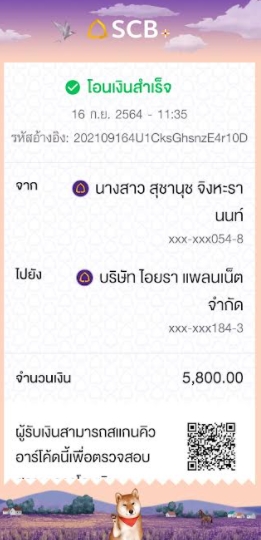 SCB
โอนเงินสำเร็จ
16 ก.ย. 2564 - 11:35
รหัสอ้างอิง: 202109164U1CksGhsnzE4r10D
จาก
นางสาว สุชานุช จิงหะรา
นนท์
xxx-xxx054-8
ไปยัง
บริษัท ไอยรา แพลนเน็ต
จำกัด
xxx-xxx184-3
จำนวนเงิน
5,800.00
ผู้รับเงินสามารถสแกนคิว
อาร์โค้ดนี้เพื่อตรวจสอบ